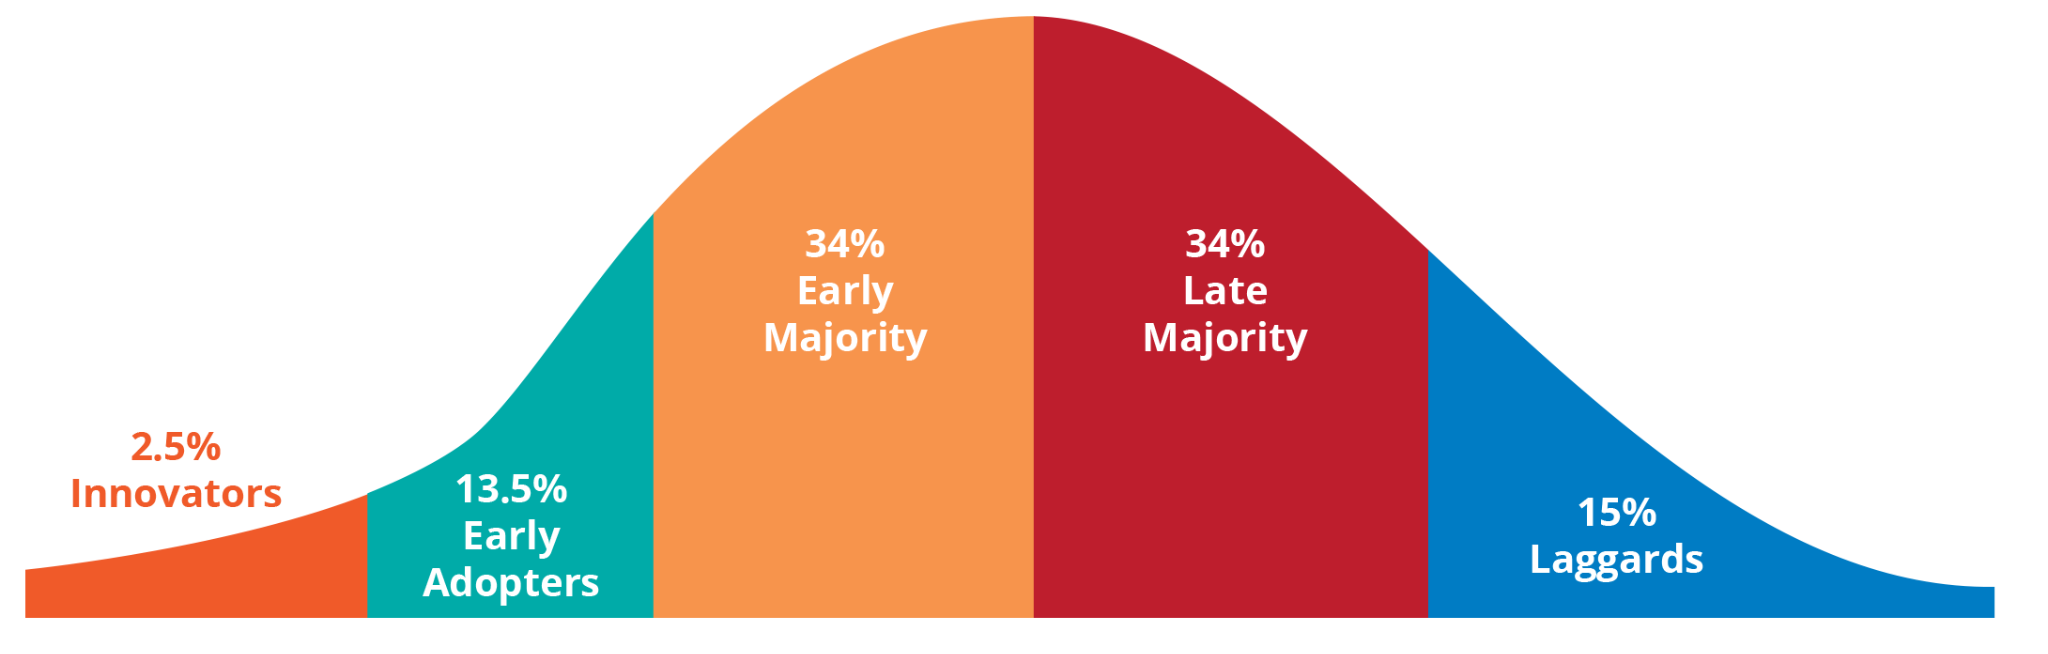 2.5%
Innovators
13.5%
Early
Adopters
34%
Early
Majority
34%
Late
Majority
15%
Laggards